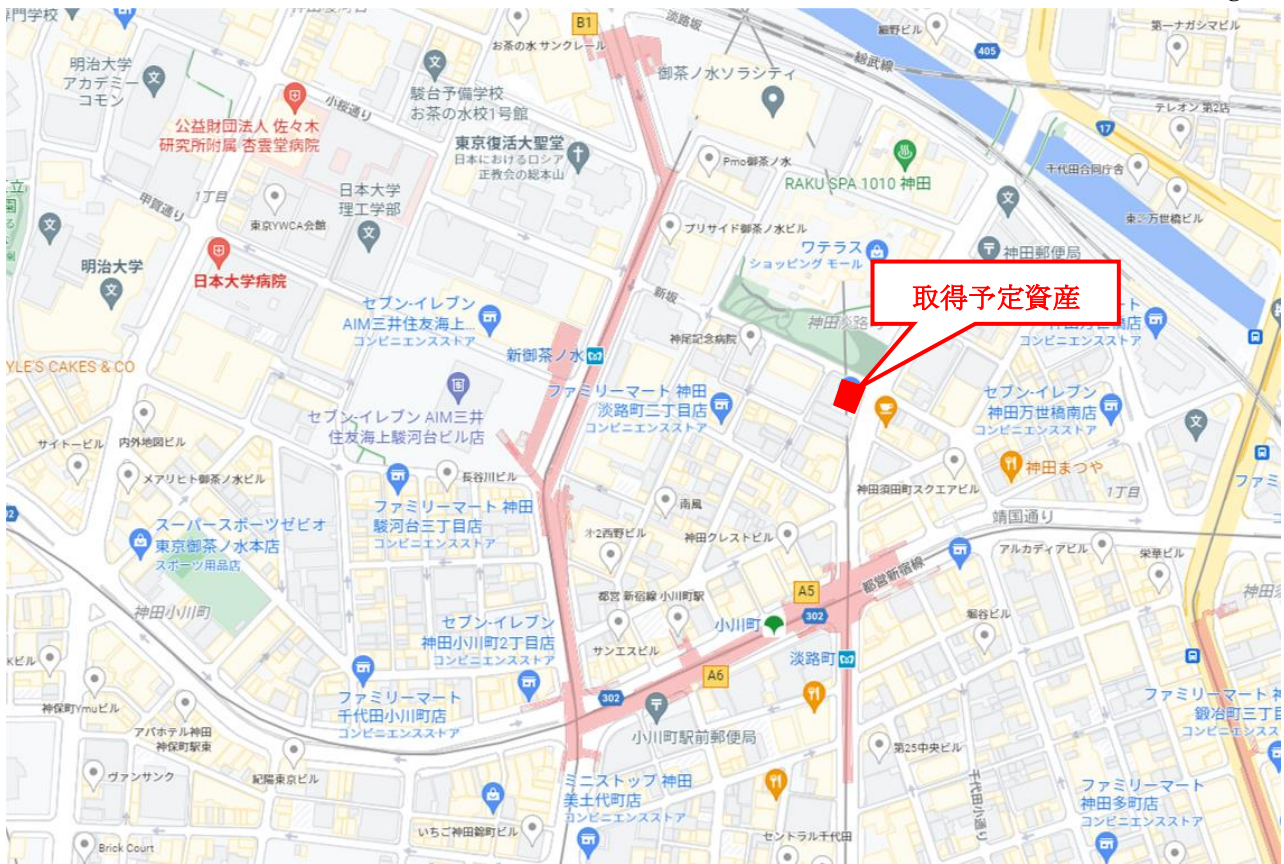 専門学校
B1
淡路坂
細野ビル
405
第一ナガシマビル
お茶の水 サンクレール
総武線
明治大学
アカデミー
コモン
駿台予備学校
お茶の水校1号館
御茶ノ水ソラシティ
テレオン 第2店
小桜通り
公益財団法人 佐々木
研究所附属 杏雲堂病院
17
東京復活大聖堂
日本におけるロシア
正教会の総本山
Pmo御茶ノ水
千代田合同庁舎
RAKU SPA 1010 神田
日本大学
理工学部
1丁目
甲賀通り
東京YWCA会館
プリサイド御茶ノ水ビル
東ニ万世橋ビル
ワテラス
ショッピング モール
神田郵便局
明治大学
日本大学病院
取得予定資産
新坂
セブン-イレブン
AIM三井住友海上...
コンビニエンスストア
神田淡路
コンビニエンスストア
神尾記念病院
新御茶ノ水
YLE'S CAKES & CO
ファミリーマート 神田
淡路町二丁目店
コンビニエンスストア
セブン-イレブン
神田万世橋南店
コンビニエンスストア
セブン-イレブン AIM三井
住友海上駿河台ビル店
サイトービル
内外地図ビル
神田まつや
メアリヒト御茶ノ水ビル
長谷川ビル
神田須田町スクエアビル
1丁目
ファミリーマート 神田
駿河台三丁目店
コンビニエンスストア
南風
靖国通り
スーパースポーツゼビオ
東京御茶ノ水本店
スポーツ用品店
オ2西野ビル
神田クレストビル
アルカディアビル
栄華ビル
都営新宿線
A5
都営 新宿線 小川町駅
302
堀谷ビル
神田小川町
小川町
セブン-イレブン
神田小川町2丁目店
コンビニエンスストア
サンエスビル
淡路町
A6
302
ファミリーマート
千代田小川町店
コンビニエンスストア
神保町Ymuビル
小川町駅前郵便局
アパホテル神田
神保町駅東
第25中央ビル
ヴァンサンク
紀陽東京ビル
ミニストップ 神田
美土代町店
コンビニエンスストア
千代田小通り
ファミリーマート
神田多町店
コンビニエンスストア
いちご神田錦町ビル
セントラル千代田
Brick Court